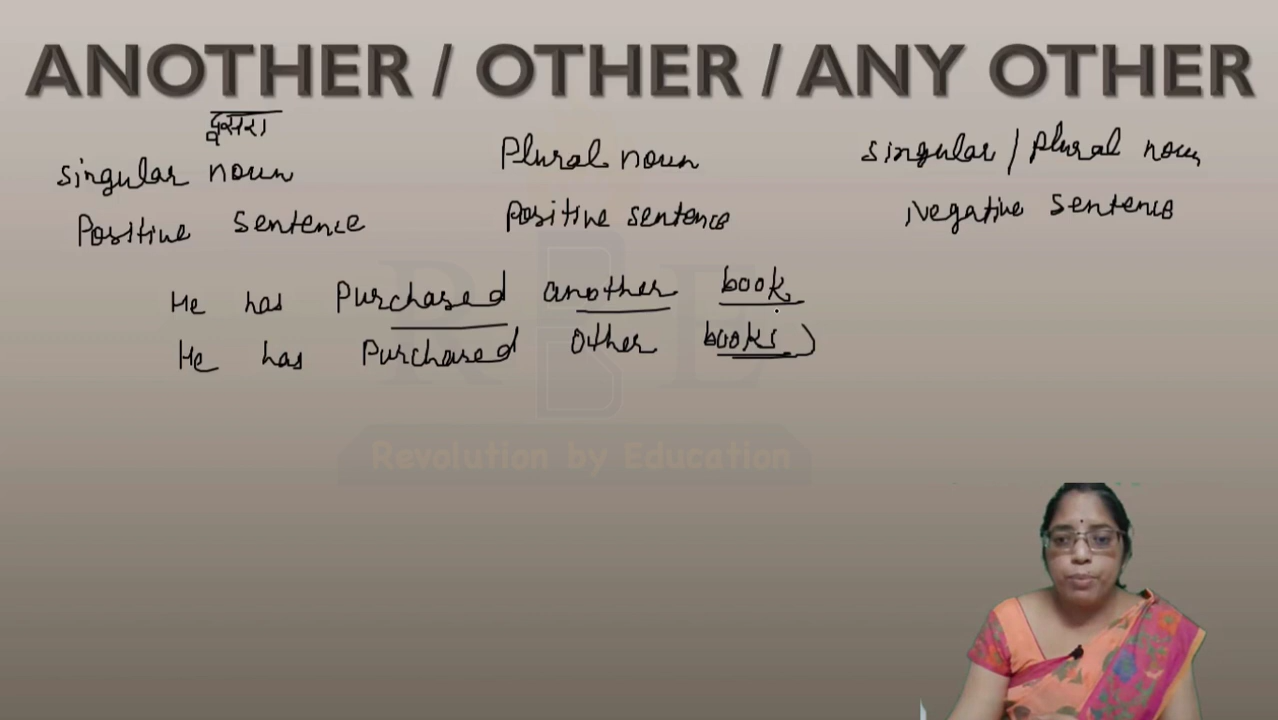 ANOTHER / OTHER / ANY OTHER
दूसरा
singular noun
Plural noun
singular / plural noun
Positive sentence
positive sentence
Negative sentence
He has Purchased another book
He has Purchased other books
RBE
Revolution by Education